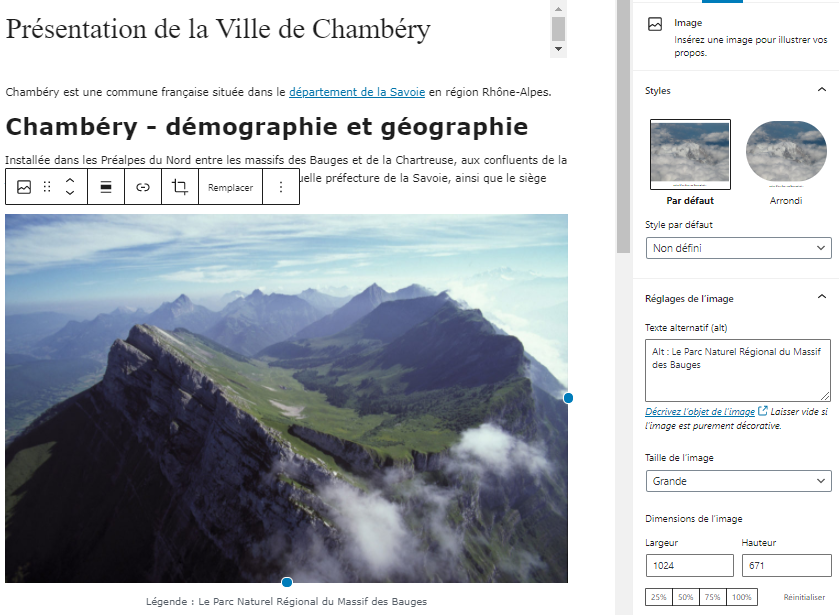 Présentation de la Ville de Chambéry
Chambéry est une commune française située dans le département de la Savoie en région Rhône-Alpes.
Chambéry - démographie et géographie
Installée dans les Préalpes du Nord entre les massifs des Bauges et de la Chartreuse, aux confluents de la
uelle préfecture de la Savoie, ainsi que le siège
Remplacer
Légende : Le Parc Naturel Régional du Massif des Bauges
Image
Insérez une image pour illustrer vos
propos.
Styles
Par défaut
Arrondi
Style par défaut
Non défini
Réglages de l'image
Texte alternatif (alt)
Alt : Le Parc Naturel Régional du Massif
des Bauges
Décrivez l'objet de l'image Laisser vide si
l'image est purement décorative.
Taille de l'image
Grande
Dimensions de l'image
Largeur
Hauteur
1024
671
25%
50%
75%
100%
Réinitialiser